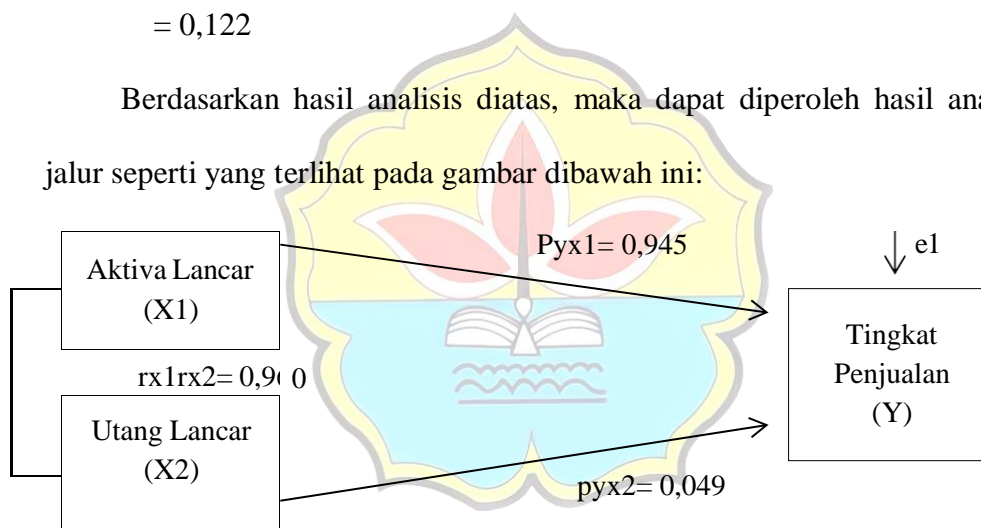 = 0,122
Berdasarkan hasil analisis diatas, maka dapat diperoleh hasil
jalur seperti yang terlihat pada gambar dibawah ini:
Pyx1= 0,945
e1
Aktiva Lancar
(X1)
Tingkat
Penjualan
(Y)
rx1rx2=
Utang Lancar
(X2)
pyx2= 0,049